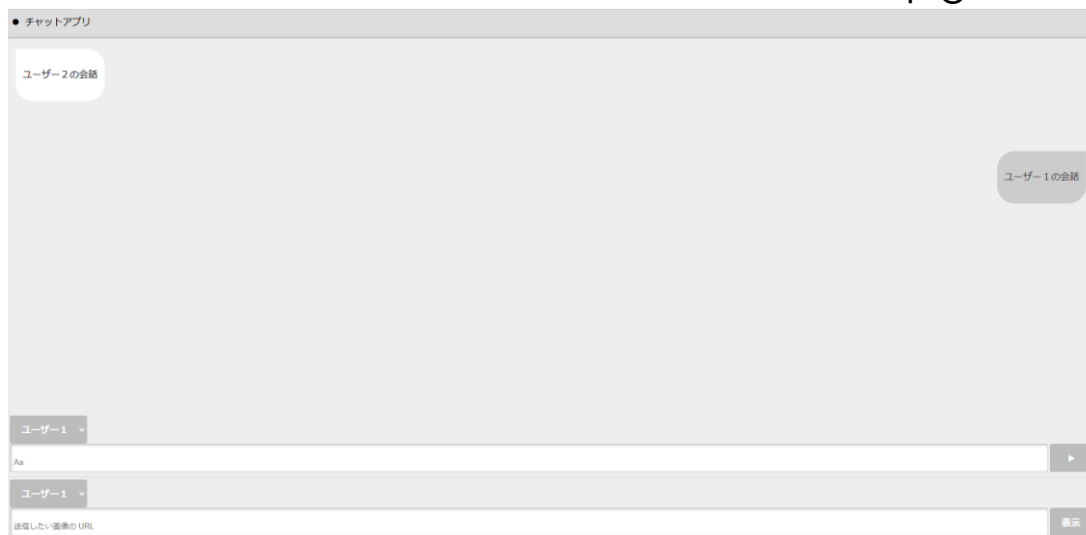 チャットアプリ
ユーザー２の会話
ユーザー１の会話
ユーザー１
Aa
ユーザー１
送信したい画像の URL
表示